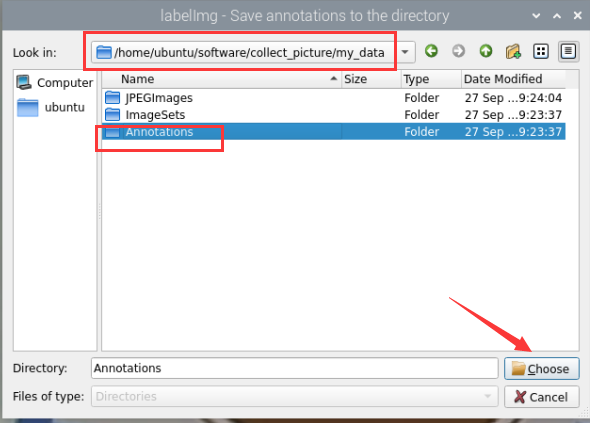 labelImg - Save annotations to the directory
Look in: /home/ubuntu/software/collect_picture/my_data
Computer
ubuntu
Name Size Type Date Modified
JPEGImages Folder 27 Sep ...9:24:04
ImageSets Folder 27 Sep ...9:23:37
Annotations Folder 27 Sep ...9:23:37
Directory: Annotations Choose
Files of type: Directories Cancel